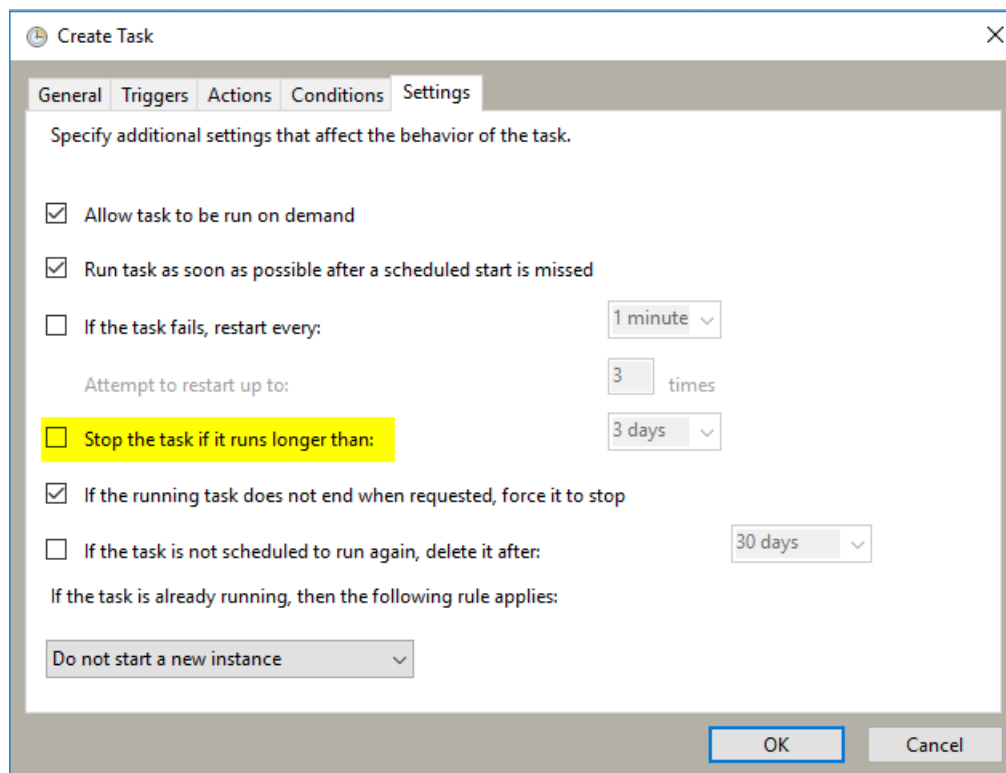 Create Task
General Triggers Actions Conditions Settings
Specify additional settings that affect the behavior of the task.
Allow task to be run on demand
Run task as soon as possible after a scheduled start is missed
If the task fails, restart every: 1 minute
Attempt to restart up to: 3 times
Stop the task if it runs longer than: 3 days
If the running task does not end when requested, force it to stop
If the task is not scheduled to run again, delete it after: 30 days
If the task is already running, then the following rule applies:
Do not start a new instance
OK Cancel